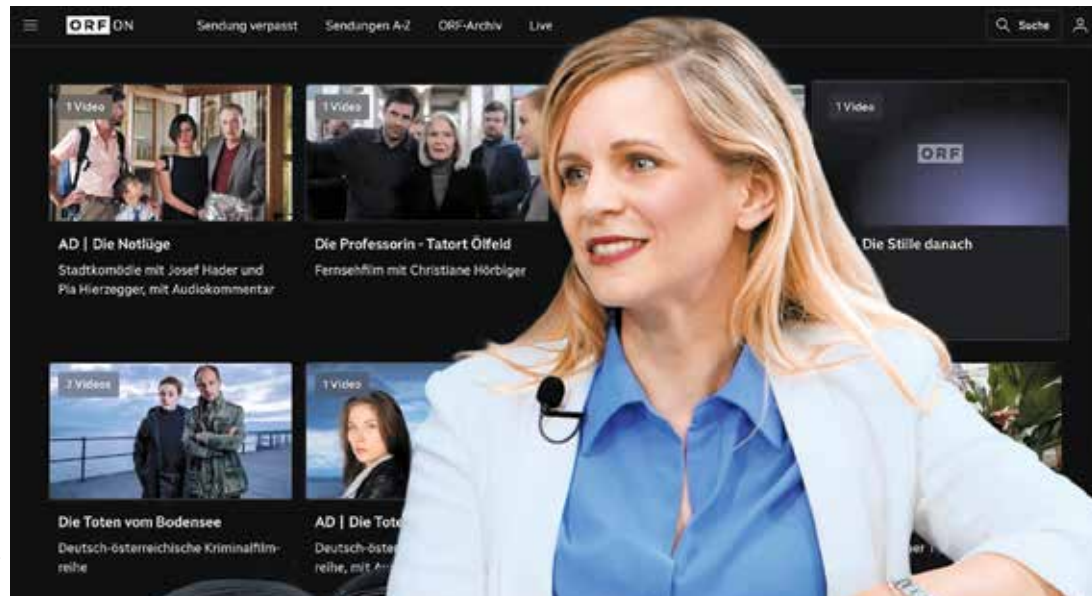 ORF ON
Sendung verpasst
Sendungen A-Z
ORF-Archiv
Live
Suche
1 Video
1 Video
1 Video
ORF
AD | Die Notlüge
Stadtkomödie mit Josef Hader und
Pia Hierzegger, mit Audiokommentar
Die Professorin - Tatort Ölfeld
Fernsehfilm mit Christiane Hörbiger
Die Stille danach
Videos
1 Video
Die Toten vom Bodensee
Deutsch-österreichische Kriminalfilm-
reihe
AD | Die Tote
Deutsch-öste
reihe, mit